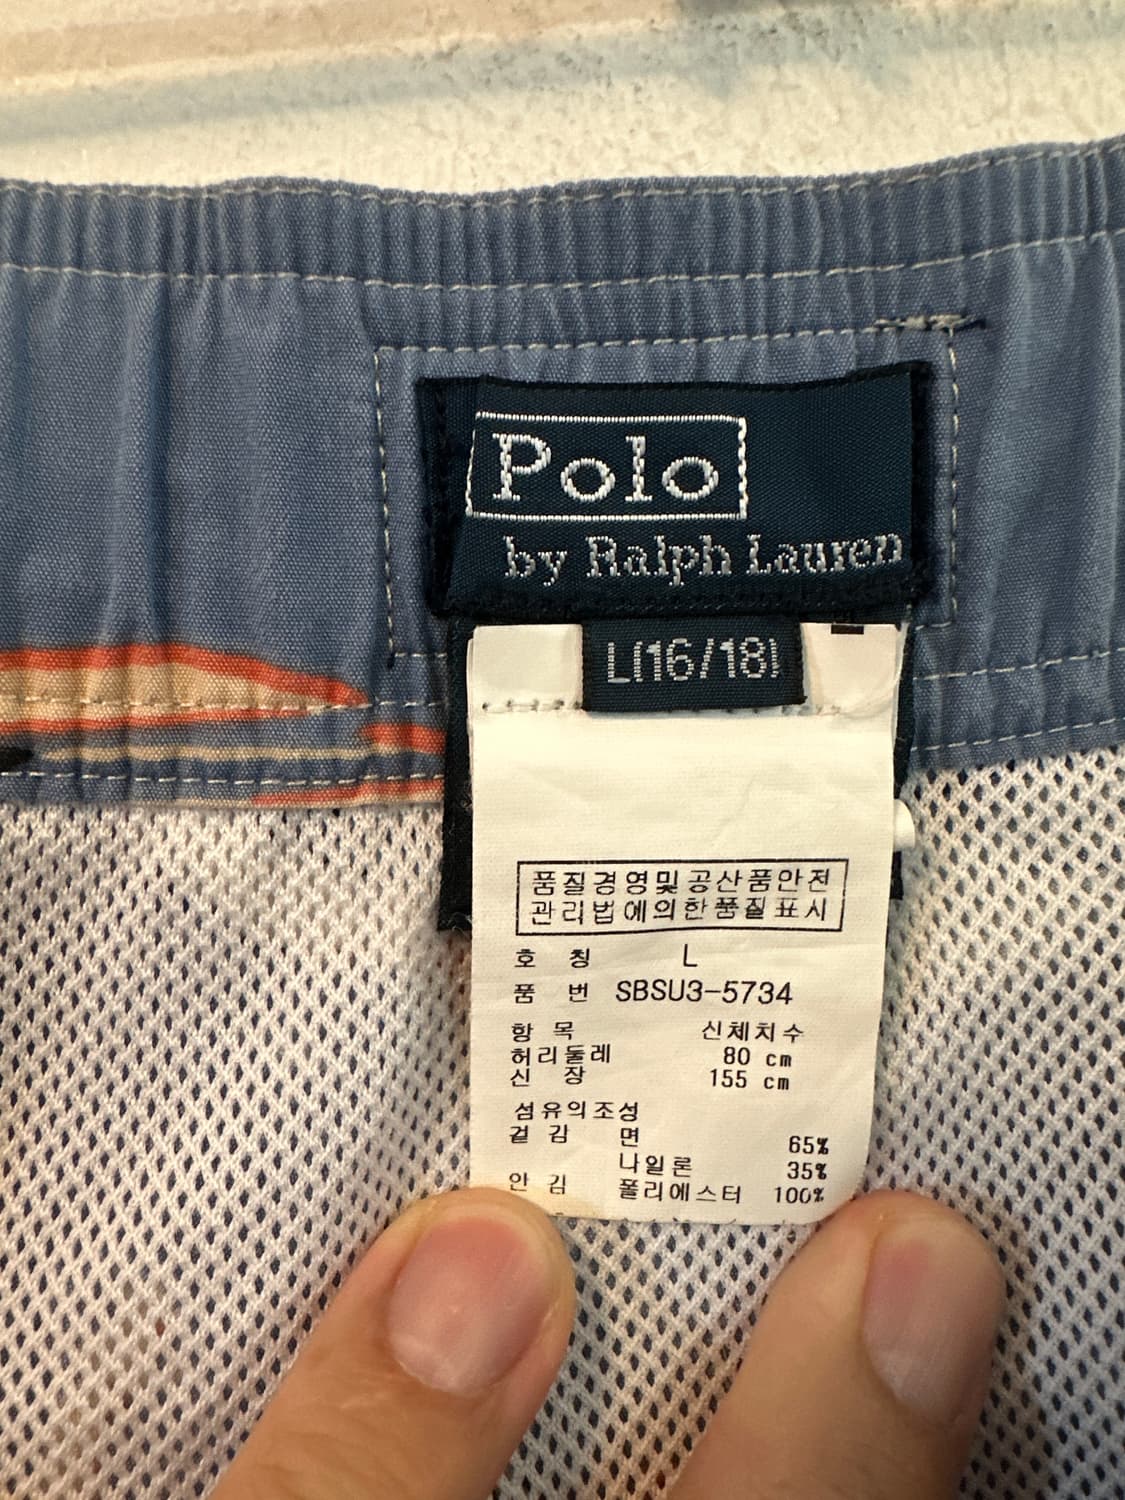 Polo
by Ralph Lauren
L(16/18)
품질경영및공산품안전
관리법에의한품질표시
호 칭 L
품 번 SBSU3-5734
항 목 신체치수
허리둘레 80 cm
신 장 155 cm
섬유의조성
겉 감 면 65%
나일론 35%
안 김 폴리에스터 100%